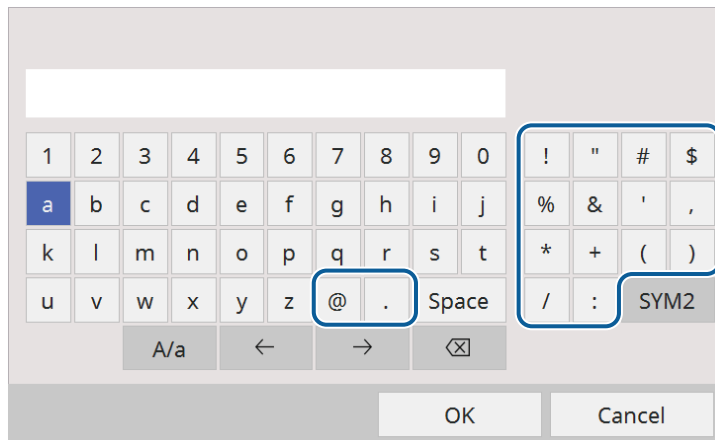 1 2 3 4 5 6 7 8 9 0 ! " # $
a b c d e f g h i j % & ' ,
k l m n o p q r s t * + ( )
u v w x y z @ . Space / : SYM2
A/a ← → ⌫
OK Cancel